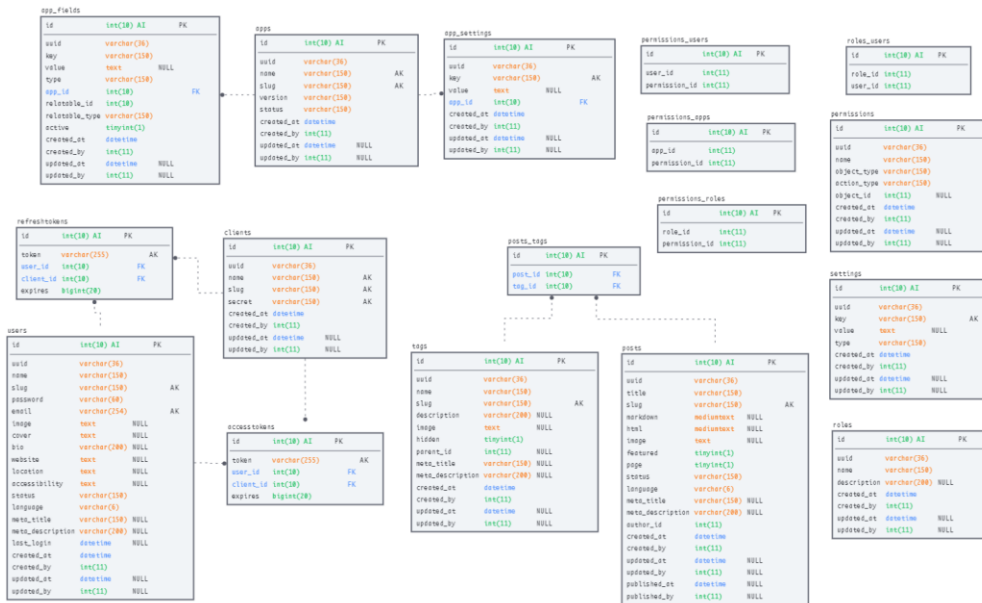 app_fields
id int(10) AI PK
uuid varchar(36)
key varchar(150)
value text NULL
type varchar(150)
app_id int(10) FK
relatable_id int(10)
relatable_type varchar(150)
active tinyint(1)
created_at datetime
created_by int(11)
updated_at datetime NULL
updated_by int(11) NULL
apps
id int(10) AI PK
uuid varchar(36)
name varchar(150) AK
slug varchar(150) AK
version varchar(150)
status varchar(150)
created_at datetime
created_by int(11)
updated_at datetime NULL
updated_by int(11) NULL
app_settings
id int(10) AI PK
uuid varchar(36)
key varchar(150) AK
value text NULL
app_id int(10) FK
created_at datetime
created_by int(11)
updated_at datetime NULL
updated_by int(11) NULL
permissions_users
id int(10) AI PK
user_id int(11)
permission_id int(11)
roles_users
id int(10) AI PK
role_id int(11)
user_id int(11)
permissions_apps
id int(10) AI PK
app_id int(11)
permission_id int(11)
permissions
id int(10) AI PK
uuid varchar(36)
name varchar(150)
object_type varchar(150)
action_type varchar(150)
object_id int(11) NULL
created_at datetime
created_by int(11)
updated_at datetime NULL
updated_by int(11) NULL
permissions_roles
id int(10) AI PK
role_id int(11)
permission_id int(11)
refreshtokens
id int(10) AI PK
token varchar(255) AK
user_id int(10) FK
client_id int(10) FK
expires bigint(20)
clients
id int(10) AI PK
uuid varchar(36)
name varchar(150) AK
slug varchar(150) AK
secret varchar(150) AK
created_at datetime
created_by int(11)
updated_at datetime NULL
updated_by int(11) NULL
posts_tags
id int(10) AI PK
post_id int(10) FK
tag_id int(10) FK
settings
id int(10) AI PK
uuid varchar(36)
key varchar(150) AK
value text NULL
type varchar(150)
created_at datetime
created_by int(11)
updated_at datetime NULL
updated_by int(11) NULL
users
id int(10) AI PK
uuid varchar(36)
name varchar(150)
slug varchar(150) AK
password varchar(60)
email varchar(254) AK
image text NULL
cover text NULL
bio varchar(200) NULL
website text NULL
location text NULL
accessibility text NULL
status varchar(150)
language varchar(6)
meta_title varchar(150) NULL
meta_description varchar(200) NULL
last_login datetime NULL
created_at datetime
created_by int(11)
updated_at datetime NULL
updated_by int(11) NULL
accesstokens
id int(10) AI PK
token varchar(255) AK
user_id int(10) FK
client_id int(10) FK
expires bigint(20)
tags
id int(10) AI PK
uuid varchar(36)
name varchar(150)
slug varchar(150) AK
description varchar(200) NULL
image text NULL
hidden tinyint(1)
parent_id int(11) NULL
meta_title varchar(150) NULL
meta_description varchar(200) NULL
created_at datetime
created_by int(11)
updated_at datetime NULL
updated_by int(11) NULL
posts
id int(10) AI PK
uuid varchar(36)
title varchar(150)
slug varchar(150) AK
markdown mediumtext NULL
html mediumtext NULL
image text NULL
featured tinyint(1)
page tinyint(1)
status varchar(150)
language varchar(6)
meta_title varchar(150) NULL
meta_description varchar(200) NULL
author_id int(11)
created_at datetime
created_by int(11)
updated_at datetime NULL
updated_by int(11) NULL
published_at datetime NULL
published_by int(11) NULL
roles
id int(10) AI PK
uuid varchar(36)
name varchar(150)
description varchar(200) NULL
created_at datetime
created_by int(11)
updated_at datetime NULL
updated_by int(11) NULL